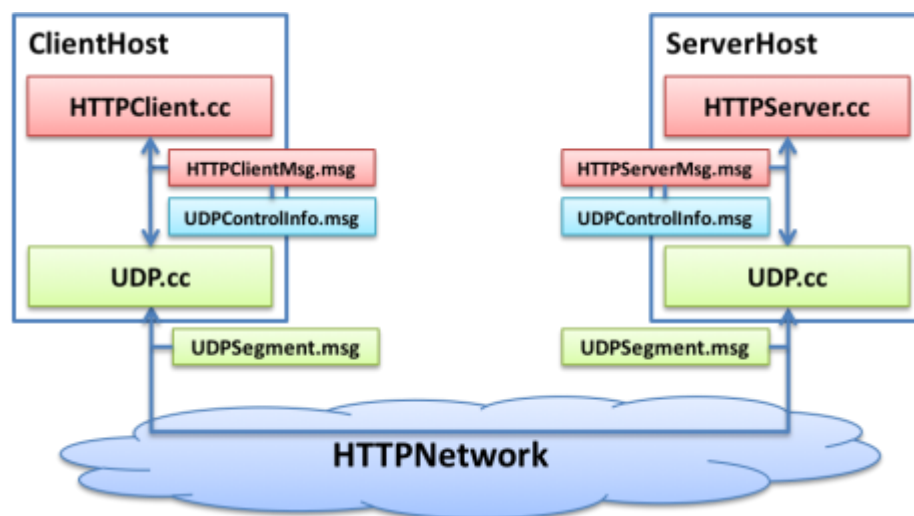 ClientHost
HTTPClient.cc
HTTPClientMsg.msg
UDPControlInfo.msg
UDP.cc
UDPSegment.msg
ServerHost
HTTPServer.cc
HTTPServerMsg.msg
UDPControlInfo.msg
UDP.cc
UDPSegment.msg
HTTPNetwork